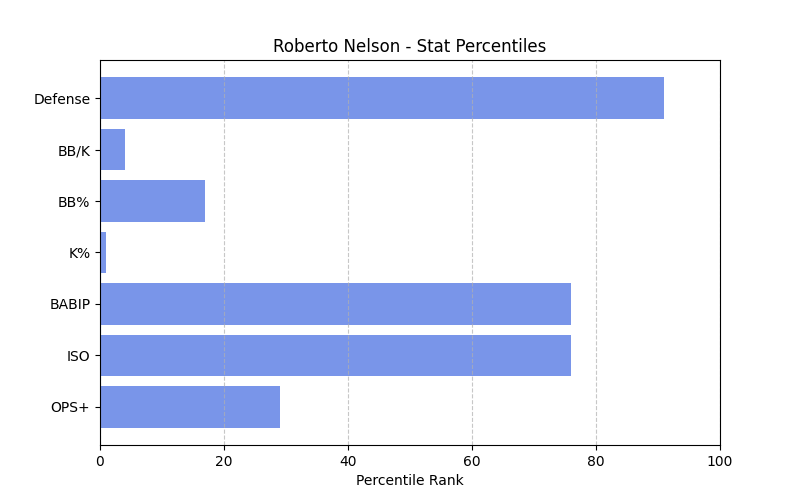 Roberto Nelson - Stat Percentiles
Defense
BB/K
BB%
K%
BABIP
ISO
OPS+
0 20 40 60 80 100
Percentile Rank